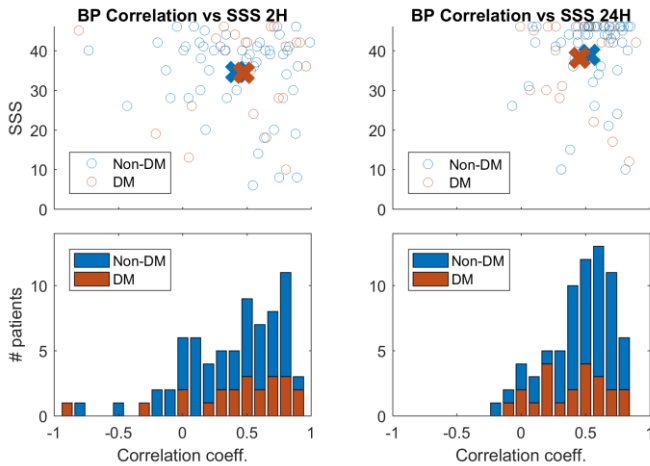 BP Correlation vs SSS 2H
SSS
40
30
20
10
0
Non-DM
DM
BP Correlation vs SSS 24H
40
30
20
10
0
Non-DM
DM
# patients
10
5
0
Non-DM
DM
-1 -0.5 0 0.5 1
Correlation coeff.
10
5
0
Non-DM
DM
-1 -0.5 0 0.5 1
Correlation coeff.